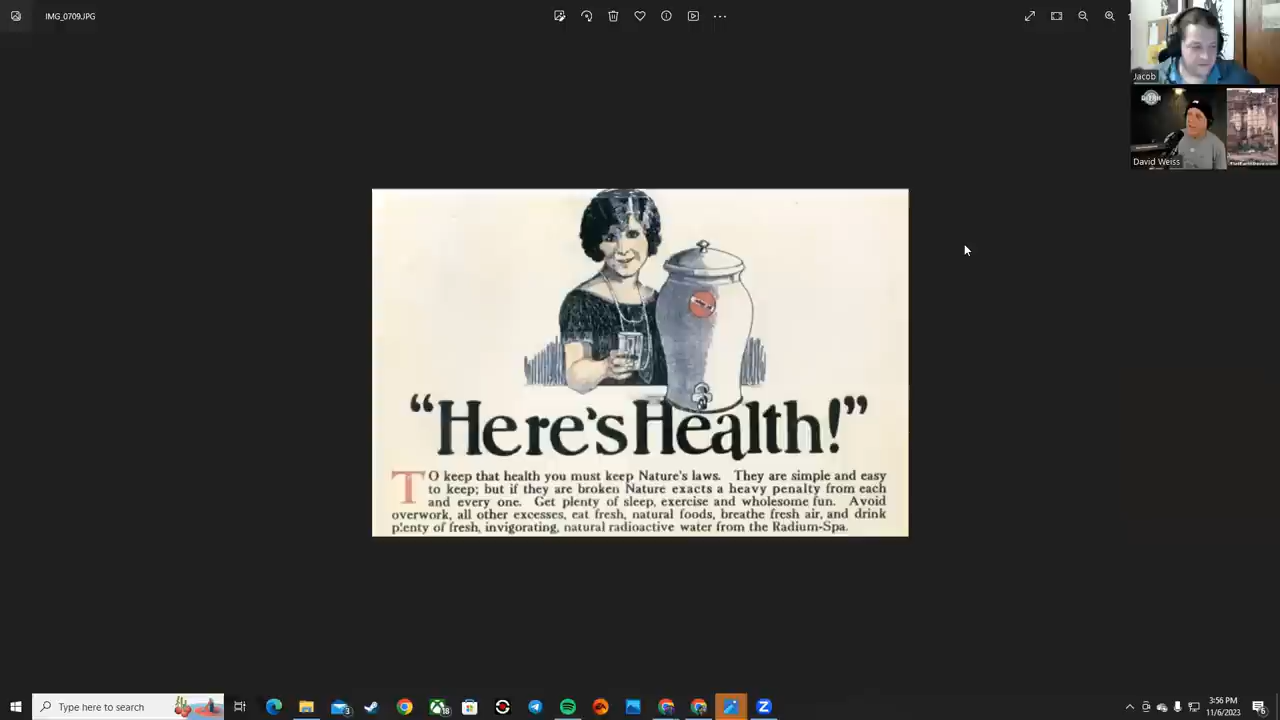 IMG_0709.JPG
Jacob
David Weiss
“Here's Health!”
TO keep that health you must keep Nature's laws. They are simple and easy
to keep; but if they are broken Nature exacts a heavy penalty from each
and every one. Get plenty of sleep, exercise and wholesome fun. Avoid
overwork, all other excesses, eat fresh, natural foods, breathe fresh air, and drink
plenty of fresh, invigorating, natural radioactive water from the Radium-Spa.
Type here to search
3:56 PM
11/6/2023